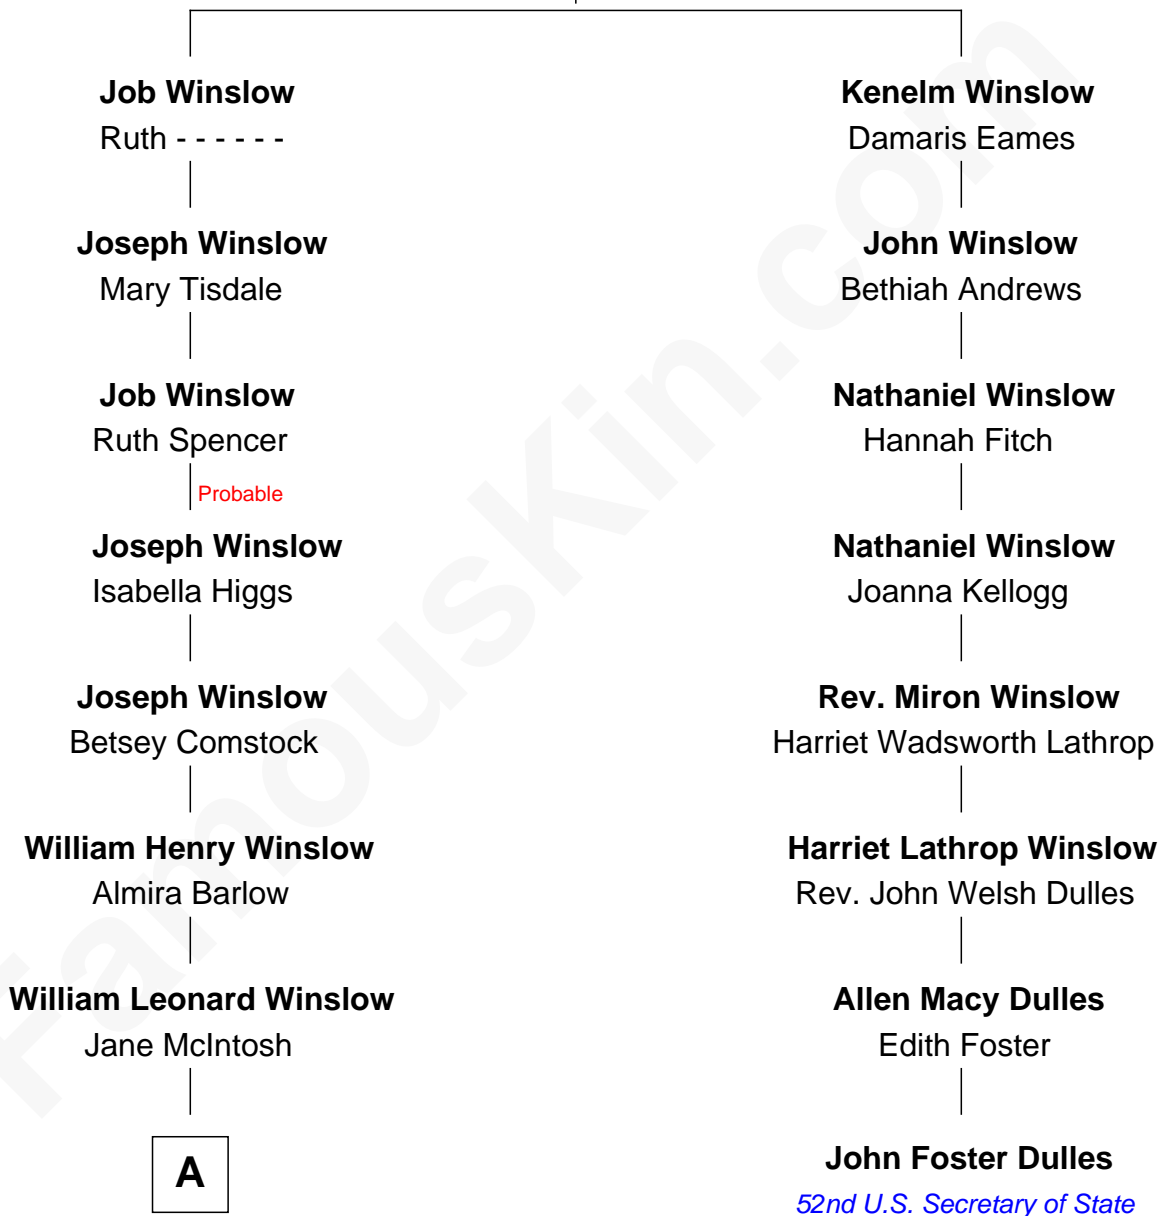 Job Winslow
Ruth - - - - - -
Joseph Winslow
Mary Tisdale
Job Winslow
Ruth Spencer
Probable
Joseph Winslow
Isabella Higgs
Joseph Winslow
Betsey Comstock
William Henry Winslow
Almira Barlow
William Leonard Winslow
Jane McIntosh
A
Kenelm Winslow
Damaris Eames
John Winslow
Bethiah Andrews
Nathaniel Winslow
Hannah Fitch
Nathaniel Winslow
Joanna Kellogg
Rev. Miron Winslow
Harriet Wadsworth Lathrop
Harriet Lathrop Winslow
Rev. John Welsh Dulles
Allen Macy Dulles
Edith Foster
John Foster Dulles
52nd U.S. Secretary of State
FamousKin.com